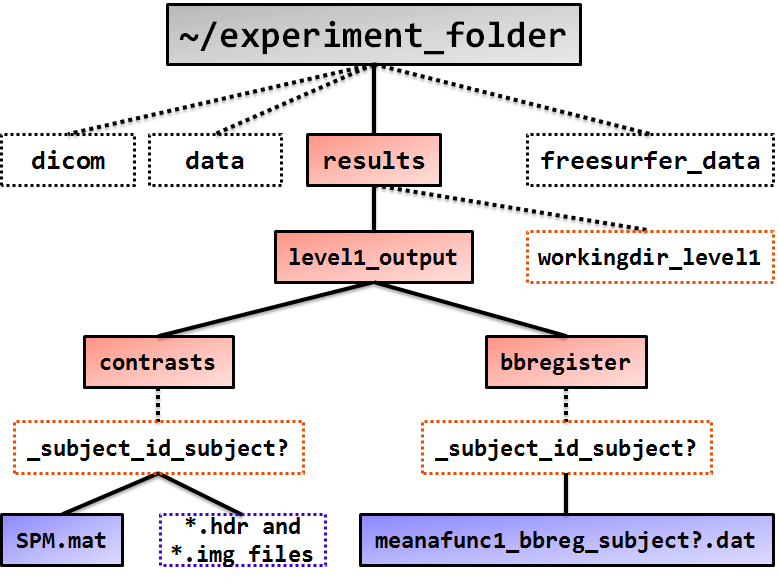 ~/experiment_folder
dicom
data
results
freesurfer_data
level1_output
workingdir_level1
contrasts
bbregister
_subject_id_subject?
_subject_id_subject?
SPM.mat
*.hdr and
*.img files
meanafunc1_bbreg_subject?.dat